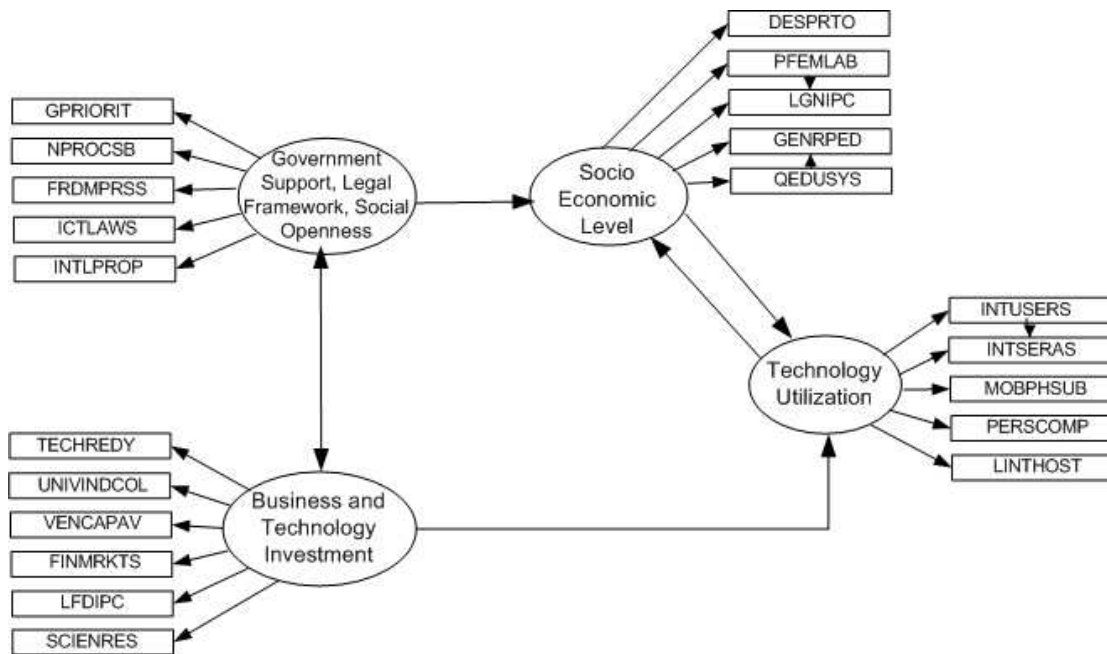 DESPRTO
PFEMLAB
LGNIPC
GENRPED
QEDUSYS
GPRIORIT
NPROCSB
FRDMPRSS
ICTLAWS
INTLPROP
Government
Support, Legal
Framework, Social
Openness
Socio
Economic
Level
INTUSERS
INTSERAS
MOBPHSUB
PERSCOMP
LINTHOST
Technology
Utilization
TECHREDY
UNIVINDCOL
VENCAPAV
FINMRKTS
LFDIPC
SCIENRES
Business and
Technology
Investment